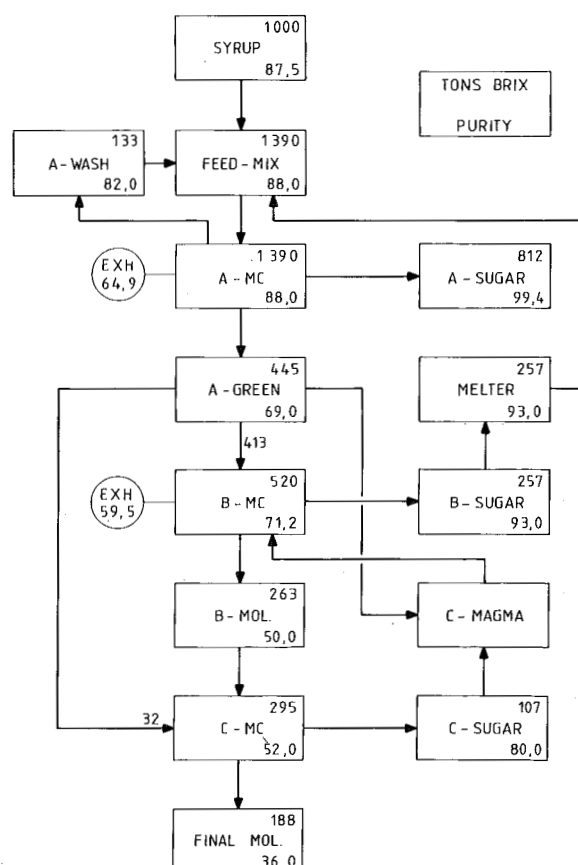 1000
SYRUP
87,5
TONS BRIX
PURITY
133
A-WASH
82,0
1390
FEED-MIX
88,0
EXH
64,9
1390
A-MC
88,0
812
A-SUGAR
99,4
445
A-GREEN
69,0
257
MELTER
93,0
413
EXH
59,5
520
B-MC
71,2
257
B-SUGAR
93,0
263
B-MOL.
50,0
C-MAGMA
32
295
C-MC
52,0
107
C-SUGAR
80,0
188
FINAL MOL.
36,0